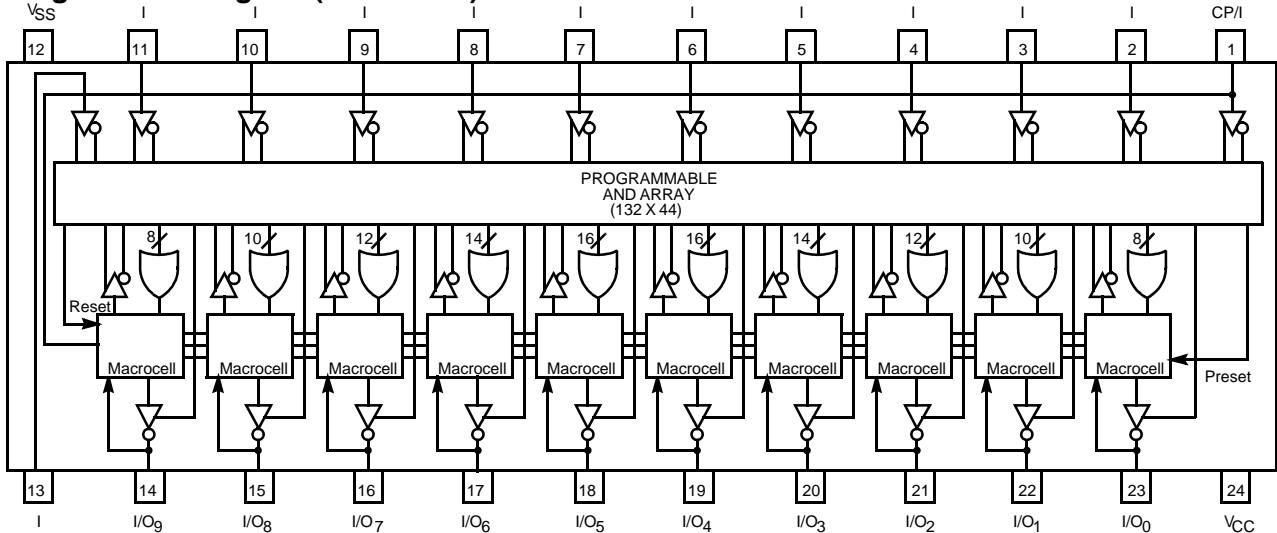 V_SS I I I I I I I I I I CP/I
12 11 10 9 8 7 6 5 4 3 2 1
PROGRAMMABLE
AND ARRAY
(132 X 44)
8 10 12 14 16 16 14 12 10 8
Reset
Macrocell Macrocell Macrocell Macrocell Macrocell Macrocell Macrocell Macrocell Macrocell Macrocell
Preset
13 14 15 16 17 18 19 20 21 22 23 24
I I/O9 I/O8 I/O7 I/O6 I/O5 I/O4 I/O3 I/O2 I/O1 I/O0 VCC